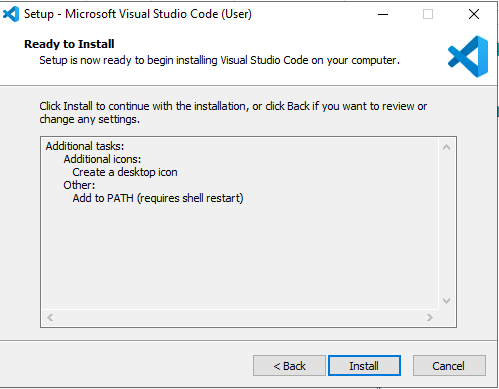 Setup - Microsoft Visual Studio Code (User)
Ready to Install
Setup is now ready to begin installing Visual Studio Code on your computer.
Click Install to continue with the installation, or click Back if you want to review or
change any settings.
Additional tasks:
Additional icons:
Create a desktop icon
Other:
Add to PATH (requires shell restart)
< Back
Install
Cancel